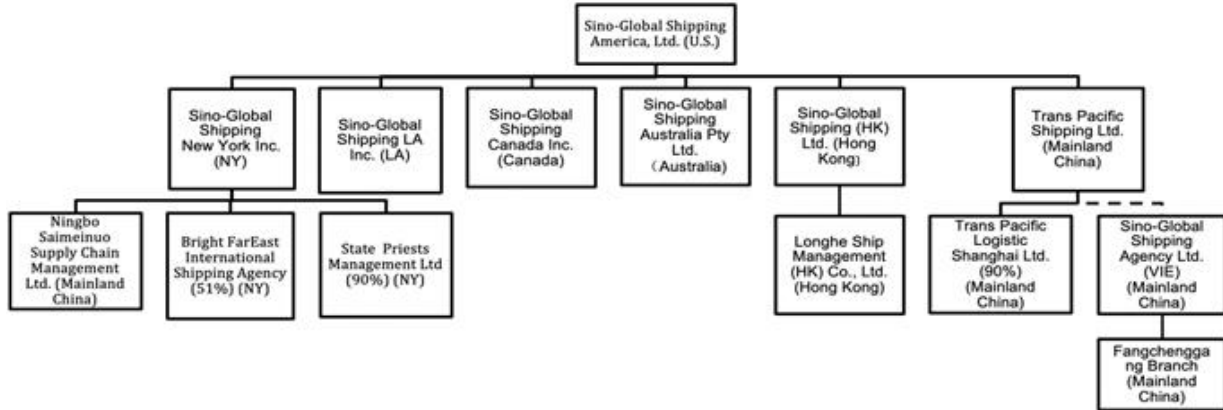 Sino-Global Shipping
America, Ltd. (U.S.)
Sino-Global
Shipping
New York Inc.
(NY)
Sino-Global
Shipping LA
Inc. (LA)
Sino-Global
Shipping
Canada Inc.
(Canada)
Sino-Global
Shipping
Australia Pty
Ltd.
（Australia)
Sino-Global
Shipping (HK)
Ltd. (Hong
Kong)
Trans Pacific
Shipping Ltd.
(Mainland
China)
Ningbo
Saimeinuo
Supply Chain
Management
Ltd. (Mainland
China)
Bright FarEast
International
Shipping Agency
(51%) (NY)
State Priests
Management Ltd
(90%) (NY)
Longhe Ship
Management
(HK) Co., Ltd.
(Hong Kong)
Trans Pacific
Logistic
Shanghai Ltd.
(90%)
(Mainland
China)
Sino-Global
Shipping
Agency Ltd.
(VIE)
(Mainland
China)
Fangchengga
ng Branch
(Mainland
China)